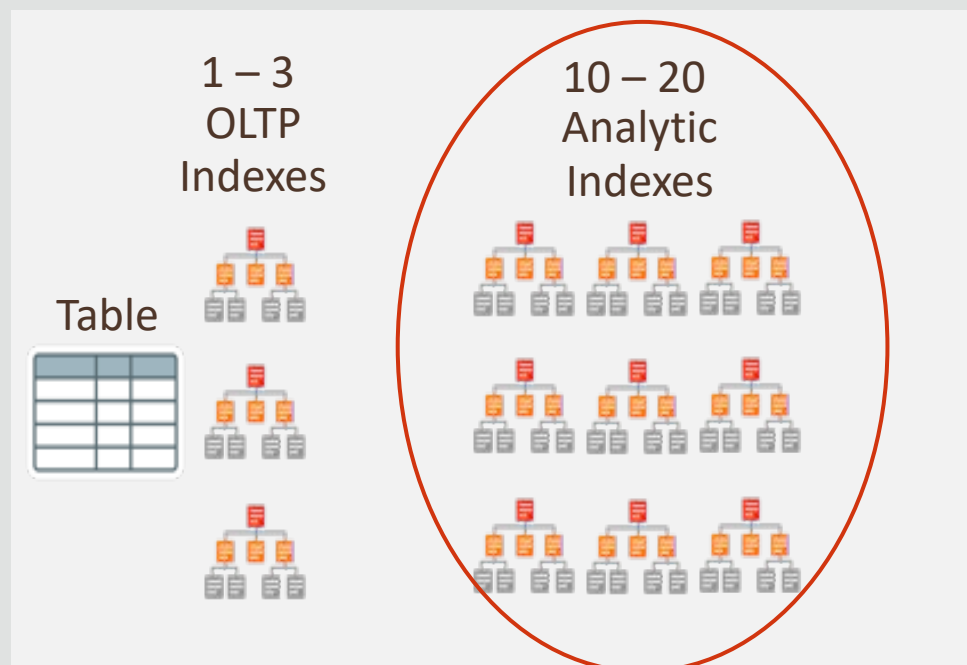 1 – 3
OLTP
Indexes
10 – 20
Analytic
Indexes
Table